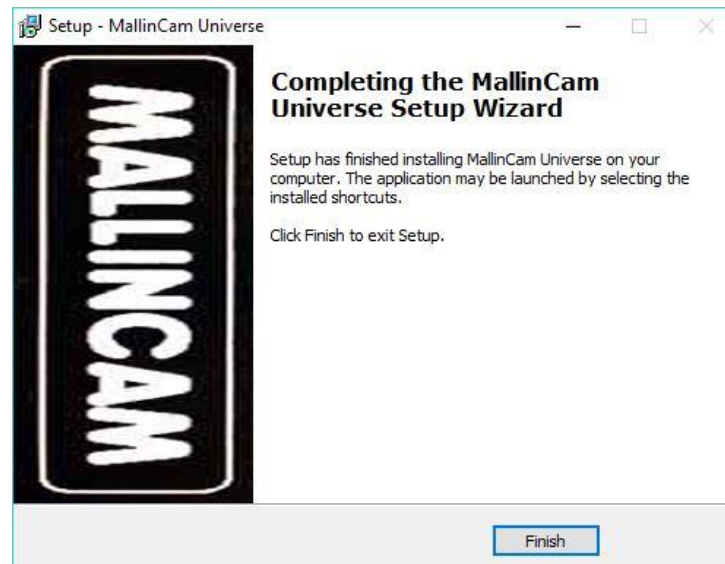 Setup - MallinCam Universe
MALLINCAM
Completing the MallinCam
Universe Setup Wizard
Setup has finished installing MallinCam Universe on your
computer. The application may be launched by selecting the
installed shortcuts.
Click Finish to exit Setup.
Finish